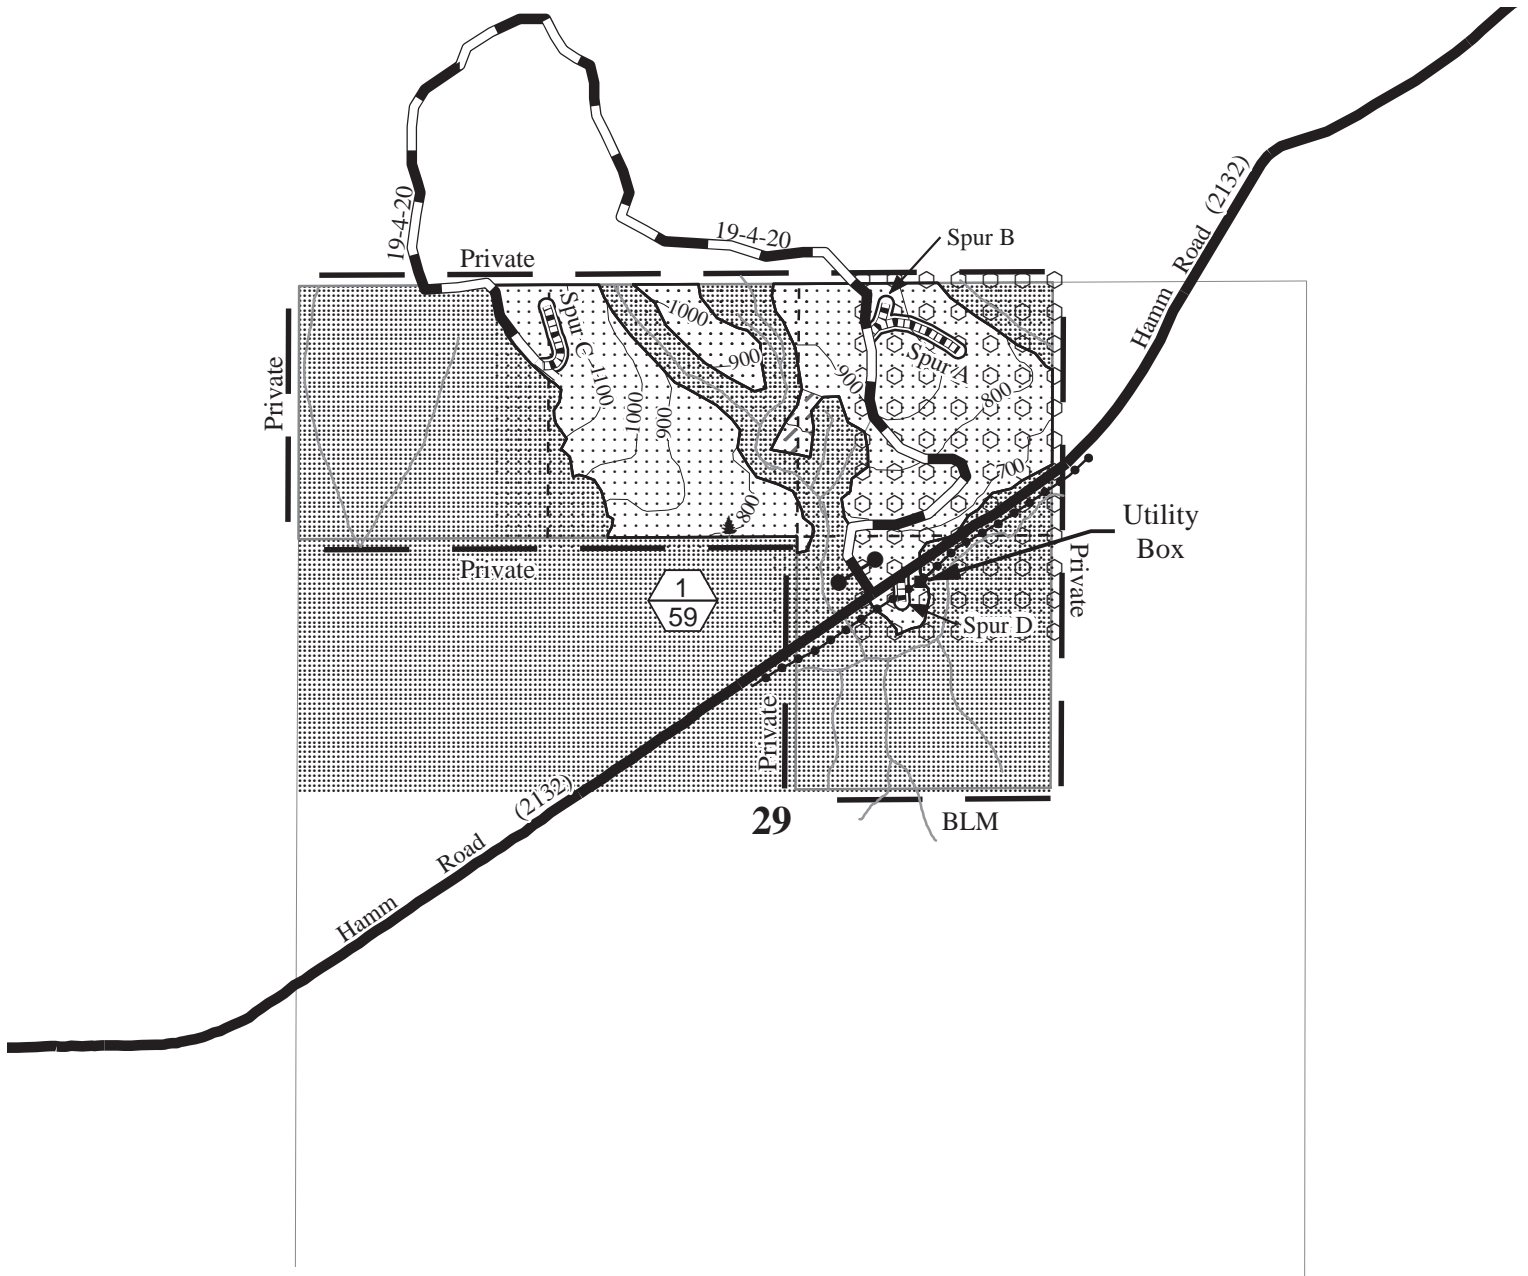 19-4-20
19-4-20
Private
Spur B
Hamm Road (2132)
Spur C
1000
900
900
Spur A
800
1100
1000
900
Private
700
800
Utility
Box
Private
Private
1
59
Spur D
Private
29
BLM
Hamm Road (2132)